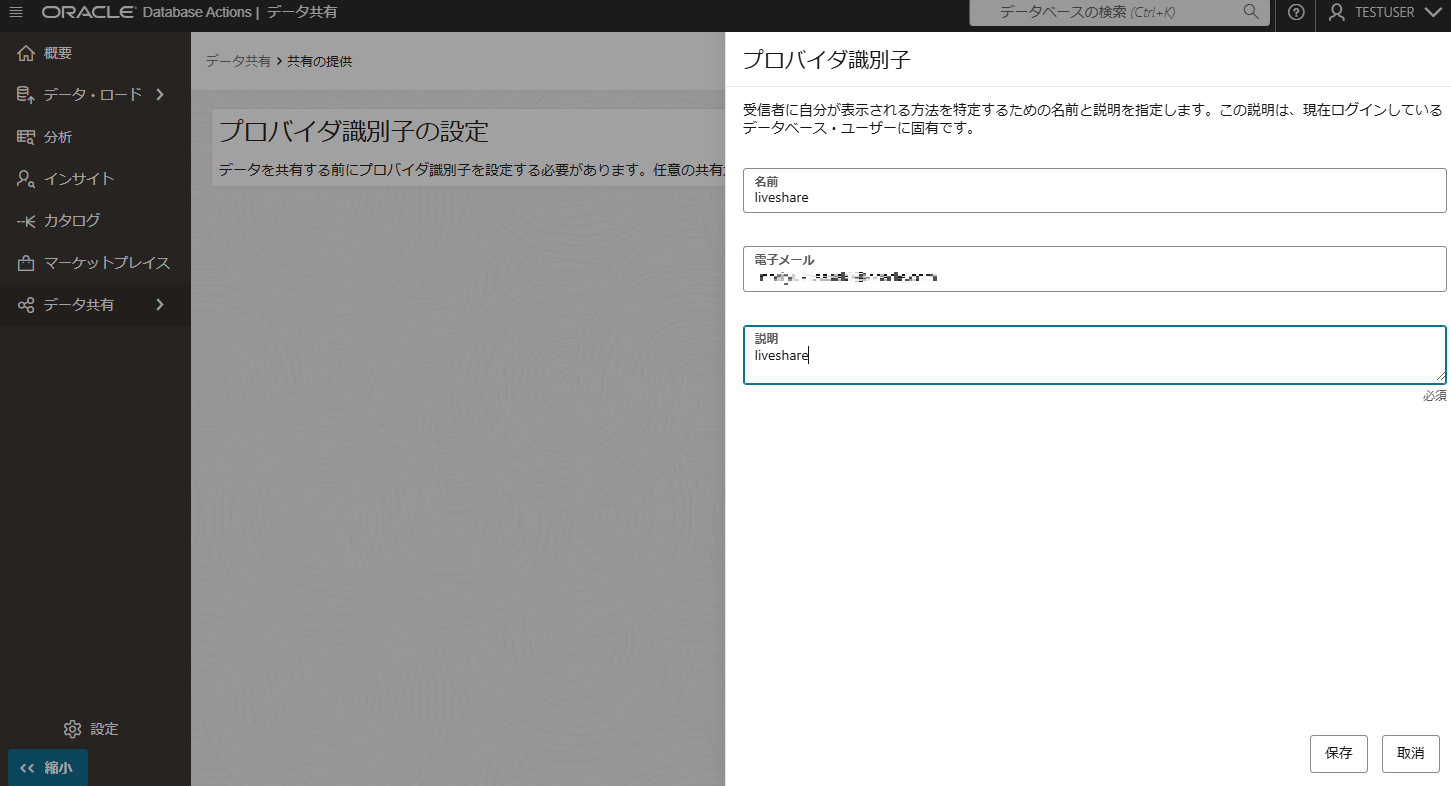 ORACLE Database Actions | データ共有
データベースの検索 (Ctrl+K)
TESTUSER
概要
データ・ロード
分析
インサイト
カタログ
マーケットプレイス
データ共有
設定
縮小
データ共有 › 共有の提供
プロバイダ識別子の設定
データを共有する前にプロバイダ識別子を設定する必要があります。任意の共有
プロバイダ識別子
受信者に自分が表示される方法を特定するための名前と説明を指定します。この説明は、現在ログインしている
データベース・ユーザーに固有です。
名前
liveshare
電子メール
説明
liveshare
必須
保存
取消